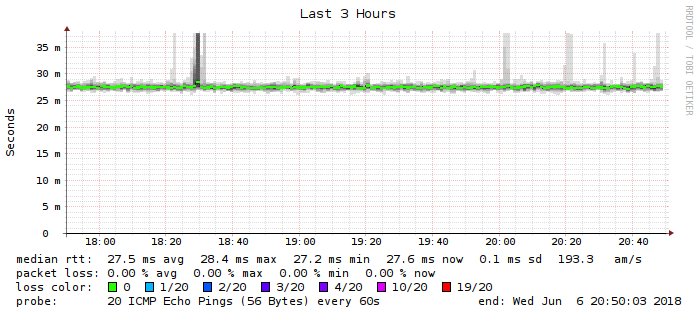 Last 3 Hours
RRDTOOL / TOBI OETIKER
Seconds
35 m
30 m
25 m
20 m
15 m
10 m
5 m
0
18:00 18:20 18:40 19:00 19:20 19:40 20:00 20:20 20:40
median rtt: 27.5 ms avg 28.4 ms max 27.2 ms min 27.6 ms now 0.1 ms sd 193.3 am/s
packet loss: 0.00 % avg 0.00 % max 0.00 % min 0.00 % now
loss color: 0 1/20 2/20 3/20 4/20 10/20 19/20
probe: 20 ICMP Echo Pings (56 Bytes) every 60s end: Wed Jun 6 20:50:03 2018